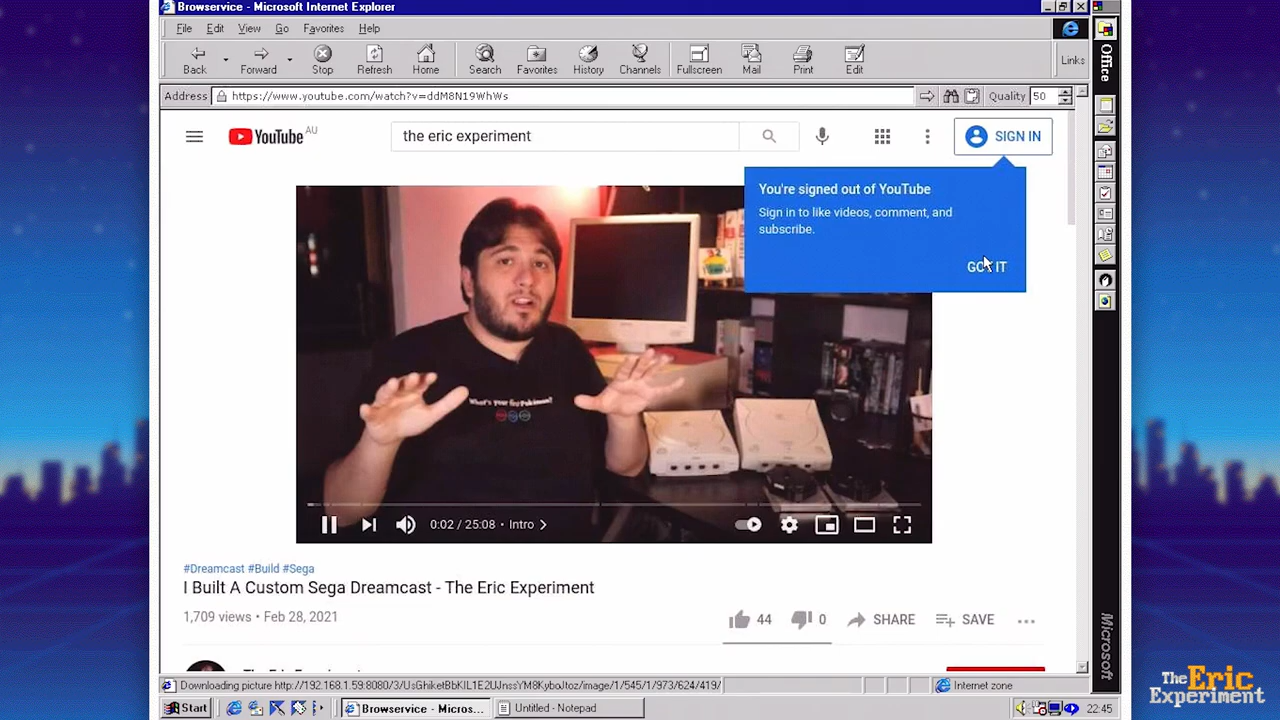 Browservice - Microsoft Internet Explorer
File Edit View Go Favorites Help
Back Forward Stop Refresh Home Search Favorites History Channels Fullscreen Mail Print Edit Links
Address https://www.youtube.com/watch?v=ddM8N19WhWs Quality 50
Office
YouTube AU the eric experiment SIGN IN
You're signed out of YouTube
Sign in to like videos, comment, and
subscribe.
GOT IT
What's your first Pokémon?
0:02 / 25:08 • Intro
#Dreamcast #Build #Sega
I Built A Custom Sega Dreamcast - The Eric Experiment
1,709 views • Feb 28, 2021
44 0 SHARE SAVE
Microsoft
Internet zone
Start Browservice - Micros... Untitled - Notepad 22:45
The Eric
Experiment